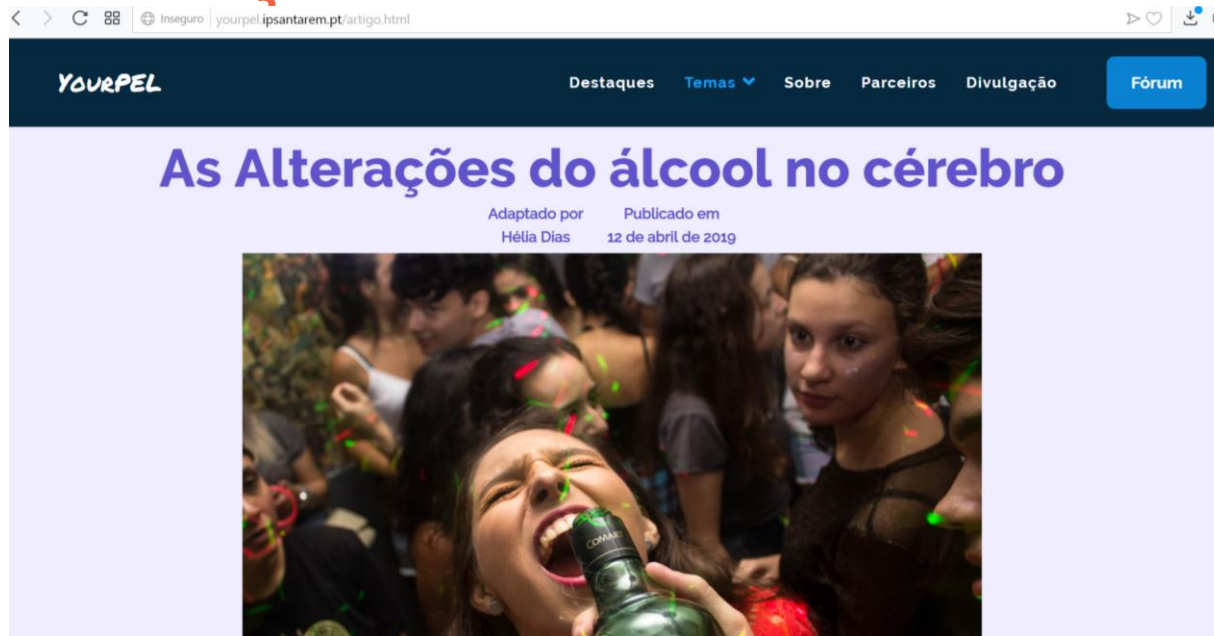 Inseguro yourpel.ipsantarem.pt/artigo.html
YourPEL Destaques Temas Sobre Parceiros Divulgação Fórum
As Alterações do álcool no cérebro
Adaptado por Publicado em
Hélia Dias 12 de abril de 2019